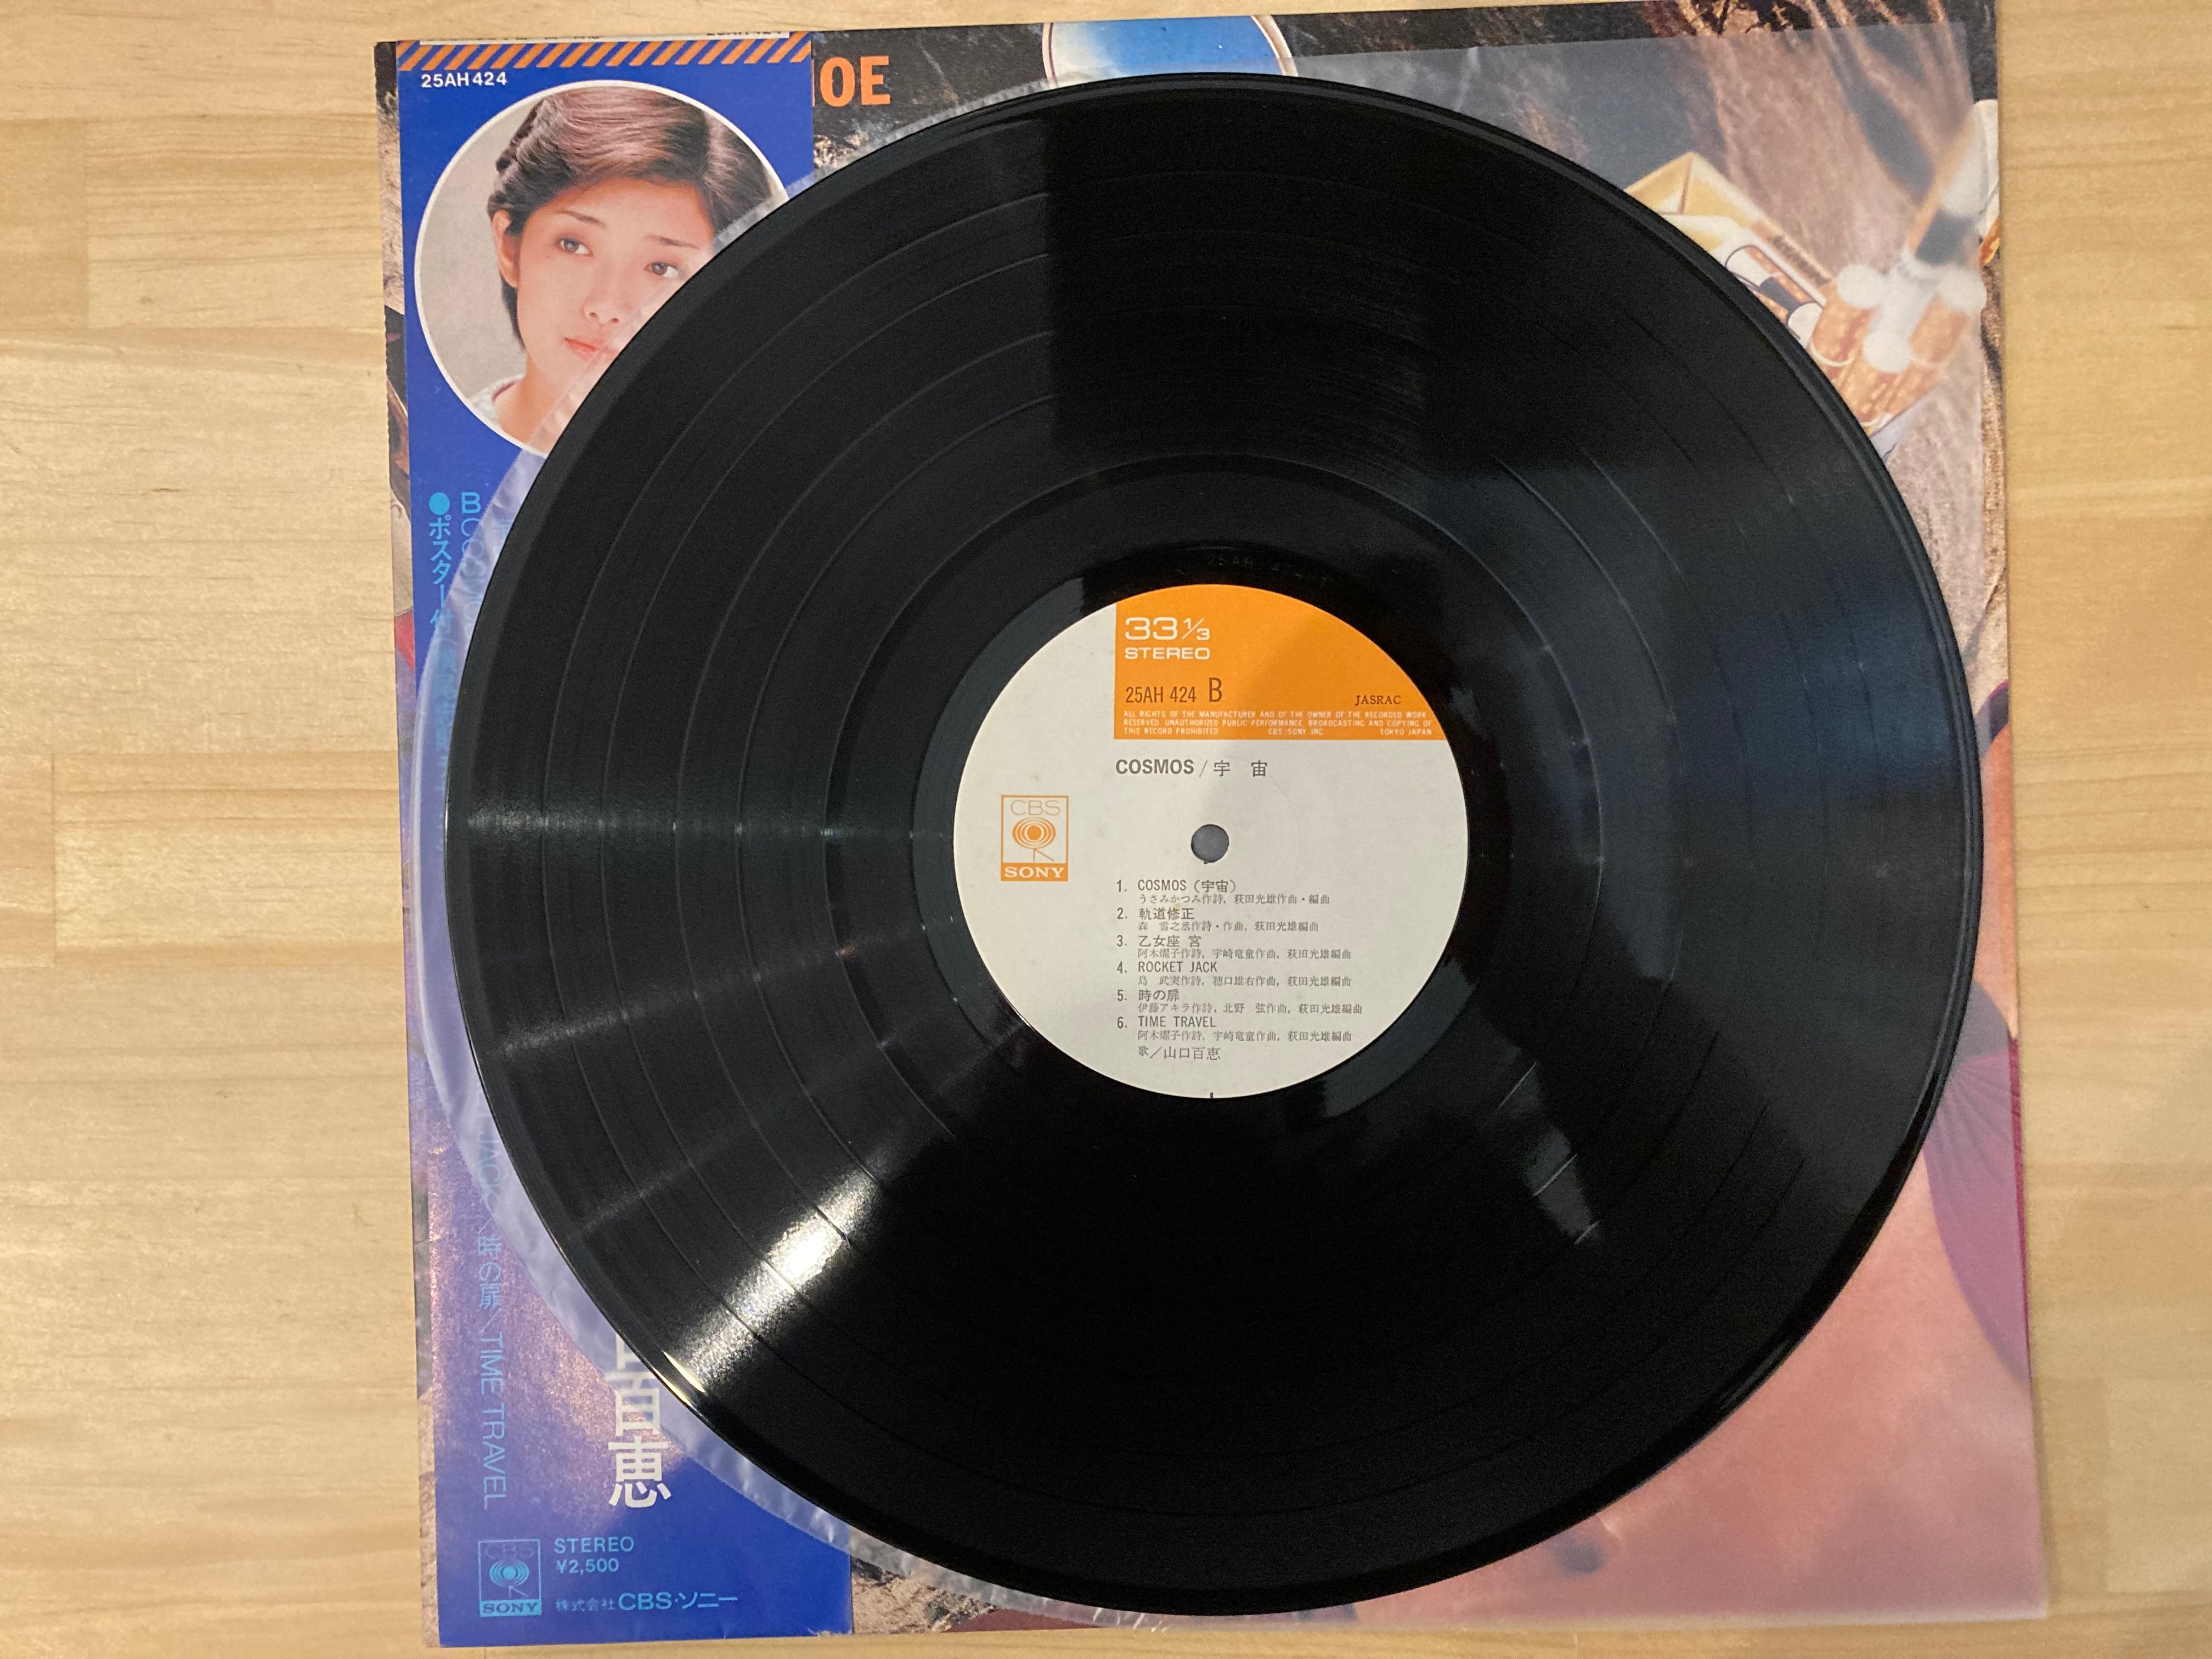 25AH424
OE
B
●ポスター付
JACK／時の扉／TIME TRAVEL
百恵
CBS
SONY
STEREO
¥2,500
株式会社CBS・ソニー
33 1/3
STEREO
25AH 424 B
JASRAC
ALL RIGHTS OF THE MANUFACTURER AND OF THE OWNER OF THE RECORDED WORK
RESERVED UNAUTHORIZED PUBLIC PERFORMANCE BROADCASTING AND COPYING OF
THIS RECORD PROHIBITED CBS/SONY INC. TOKYO JAPAN
COSMOS／宇 宙
CBS
SONY
1. COSMOS（宇宙）
うさみかつみ作詩, 萩田光雄作曲・編曲
2. 軌道修正
森 雪之丞作詩・作曲, 萩田光雄編曲
3. 乙女座 宮
阿木燿子作詩, 宇崎竜童作曲, 萩田光雄編曲
4. ROCKET JACK
島 武実作詩, 穂口雄右作曲, 萩田光雄編曲
5. 時の扉
伊藤アキラ作詩, 北野 弦作曲, 萩田光雄編曲
6. TIME TRAVEL
阿木燿子作詩, 宇崎竜童作曲, 萩田光雄編曲
歌／山口百恵